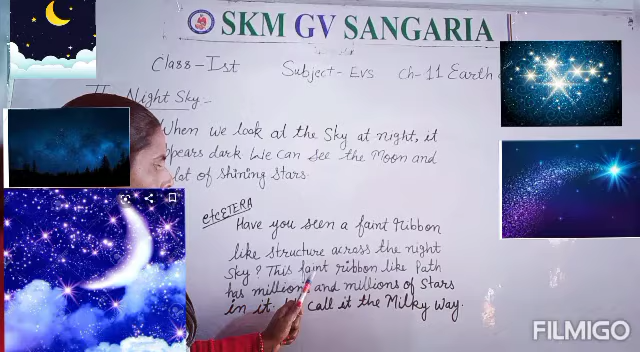 SKM GV SANGARIA
Class-Ist Subject-Evs Ch-11 Earth
II Night Sky-
When we look at the Sky at night, it
ppears dark We can see the Moon and
lot of shining stars.
etcETERA
Have you seen a faint ribbon
like structure across the night
Sky? This faint ribbon like Path
has millions and millions of stars
in it. We call it the Milky Way.
FILMIGO